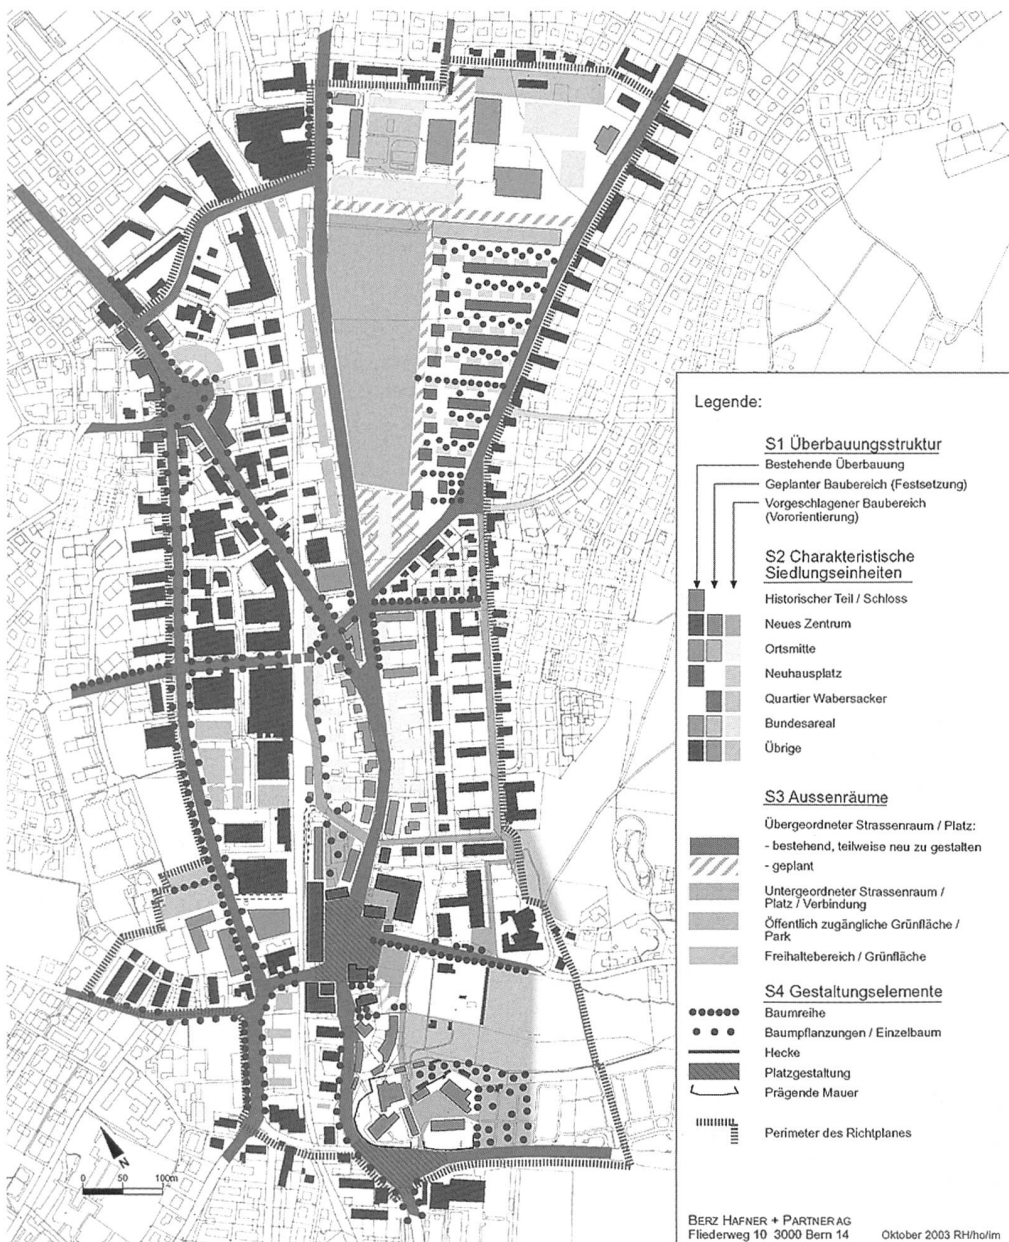 Legende:
S1 Überbauungsstruktur
Bestehende Überbauung
Geplanter Baubereich (Festsetzung)
Vorgeschlagener Baubereich
(Vororientierung)
S2 Charakteristische
Siedlungseinheiten
Historischer Teil / Schloss
Neues Zentrum
Ortsmitte
Neuhausplatz
Quartier Wabersacker
Bundesareal
Übrige
S3 Aussenräume
Übergeordneter Strassenraum / Platz:
- bestehend, teilweise neu zu gestalten
- geplant
Untergeordneter Strassenraum /
Platz / Verbindung
Öffentlich zugängliche Grünfläche /
Park
Freihaltebereich / Grünfläche
S4 Gestaltungselemente
Baumreihe
Baumpflanzungen / Einzelbaum
Hecke
Platzgestaltung
Prägende Mauer
Perimeter des Richtplanes
N
0 50 100m
BERZ HAFNER + PARTNER AG
Fliederweg 10 3000 Bern 14 Oktober 2003 RH/ho/im